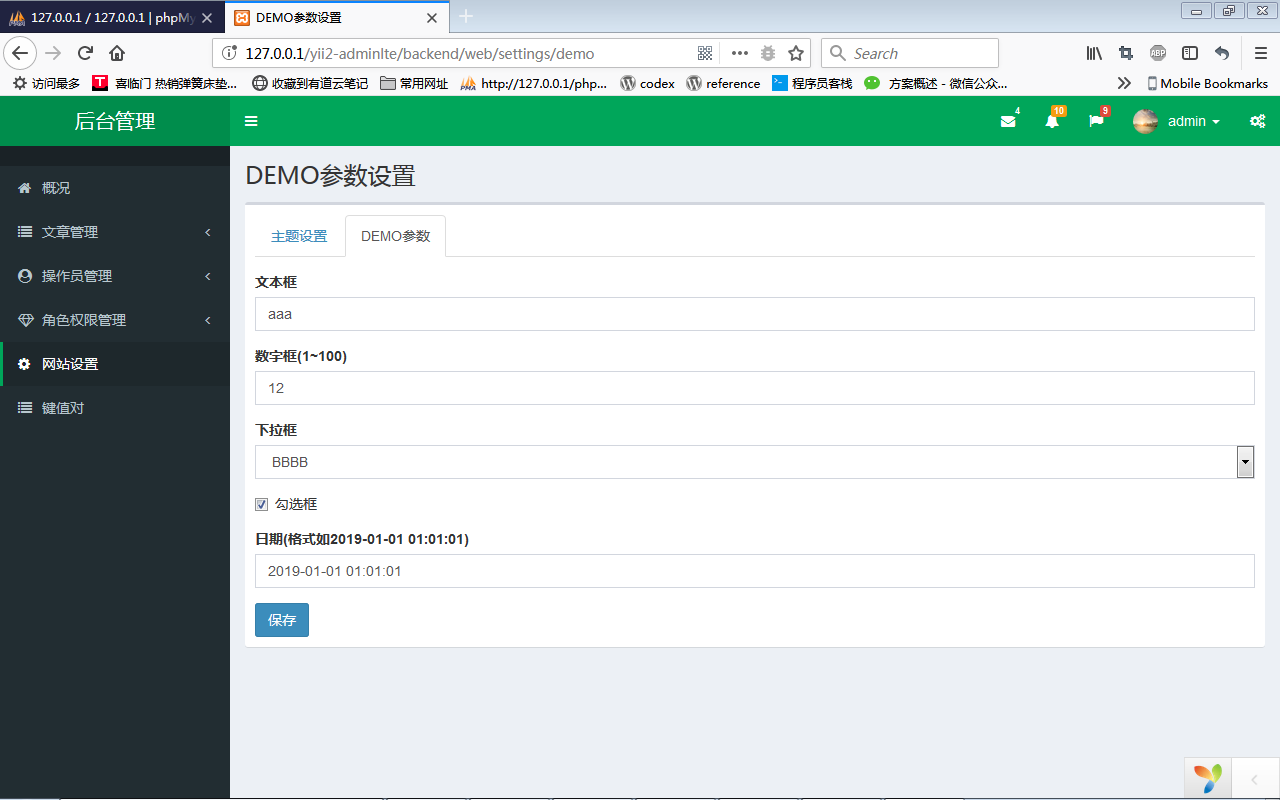 127.0.0.1 / 127.0.0.1 | phpMy
DEMO参数设置
127.0.0.1/yii2-adminlte/backend/web/settings/demo
Search
访问最多
喜临门 热销弹簧床垫...
收藏到有道云笔记
常用网址
http://127.0.0.1/php...
codex
reference
程序员客栈
方案概述 - 微信公众...
Mobile Bookmarks
后台管理
4
10
9
admin
概况
文章管理
操作员管理
角色权限管理
网站设置
键值对
DEMO参数设置
主题设置
DEMO参数
文本框
aaa
数字框(1~100)
12
下拉框
BBBB
勾选框
日期(格式如2019-01-01 01:01:01)
2019-01-01 01:01:01
保存